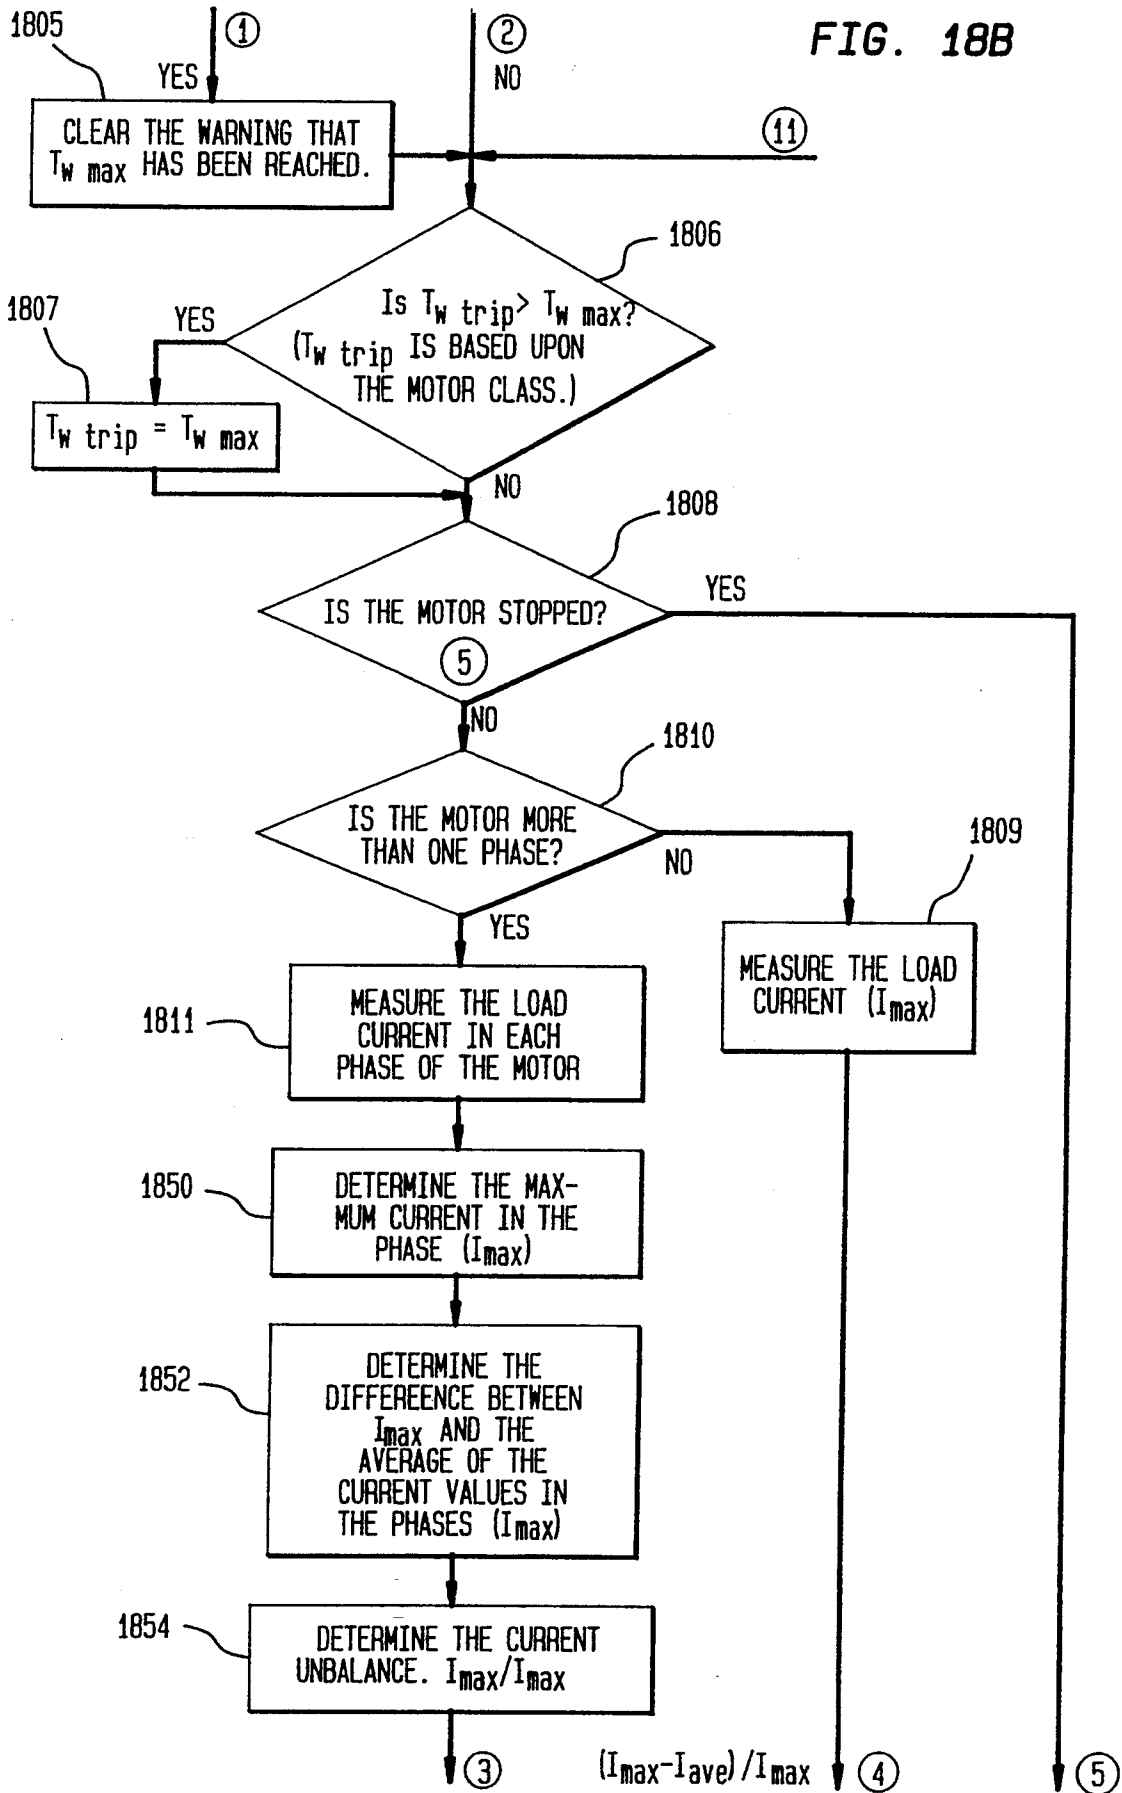 FIG. 18B
1805
1
2
YES
NO
CLEAR THE WARNING THAT
Tw max HAS BEEN REACHED.
11
1806
Is Tw trip> Tw max?
(Tw trip IS BASED UPON
THE MOTOR CLASS.)
1807
YES
Tw trip = Tw max
NO
1808
IS THE MOTOR STOPPED?
YES
5
NO
1810
IS THE MOTOR MORE
THAN ONE PHASE?
NO
1809
YES
MEASURE THE LOAD
CURRENT (Imax)
1811
MEASURE THE LOAD
CURRENT IN EACH
PHASE OF THE MOTOR
1850
DETERMINE THE MAX-
MUM CURRENT IN THE
PHASE (Imax)
1852
DETERMINE THE
DIFFEREENCE BETWEEN
Imax AND THE
AVERAGE OF THE
CURRENT VALUES IN
THE PHASES (Imax)
1854
DETERMINE THE CURRENT
UNBALANCE. Imax/Imax
3
(Imax-Iave)/Imax
4
5